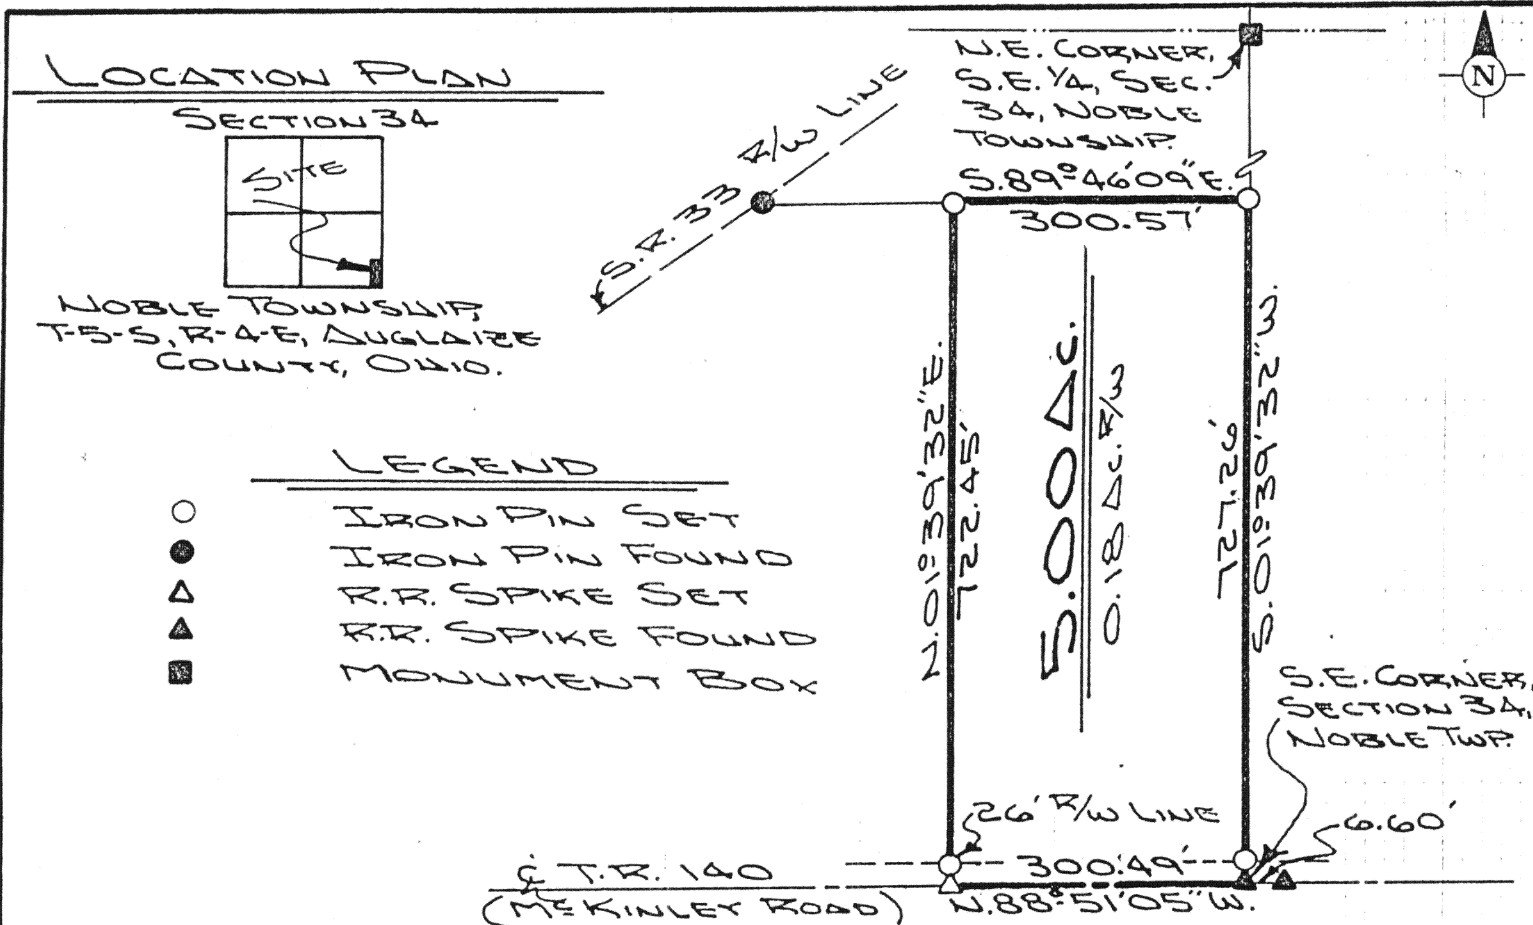 LOCATION PLAN
SECTION 34
SITE
NOBLE TOWNSHIP,
T-5-S, R-4-E, AUGLAIZE
COUNTY, OHIO.
LEGEND
IRON PIN SET
IRON PIN FOUND
R.R. SPIKE SET
R.R. SPIKE FOUND
MONUMENT BOX
N
N.E. CORNER,
S.E. 1/4, SEC.
34, NOBLE
TOWNSHIP.
S.R. 33 R/W LINE
S.89°46'09"E.
300.57'
N.01°39'32"E.
722.45'
5.00 Ac.
0.18 Ac. R/W
727.26'
S.01°39'32"W.
S.E. CORNER,
SECTION 34,
NOBLE TWP.
26' R/W LINE
6.60'
℄ T.R. 140
(McKINLEY ROAD)
300.49'
N.88°51'05"W.